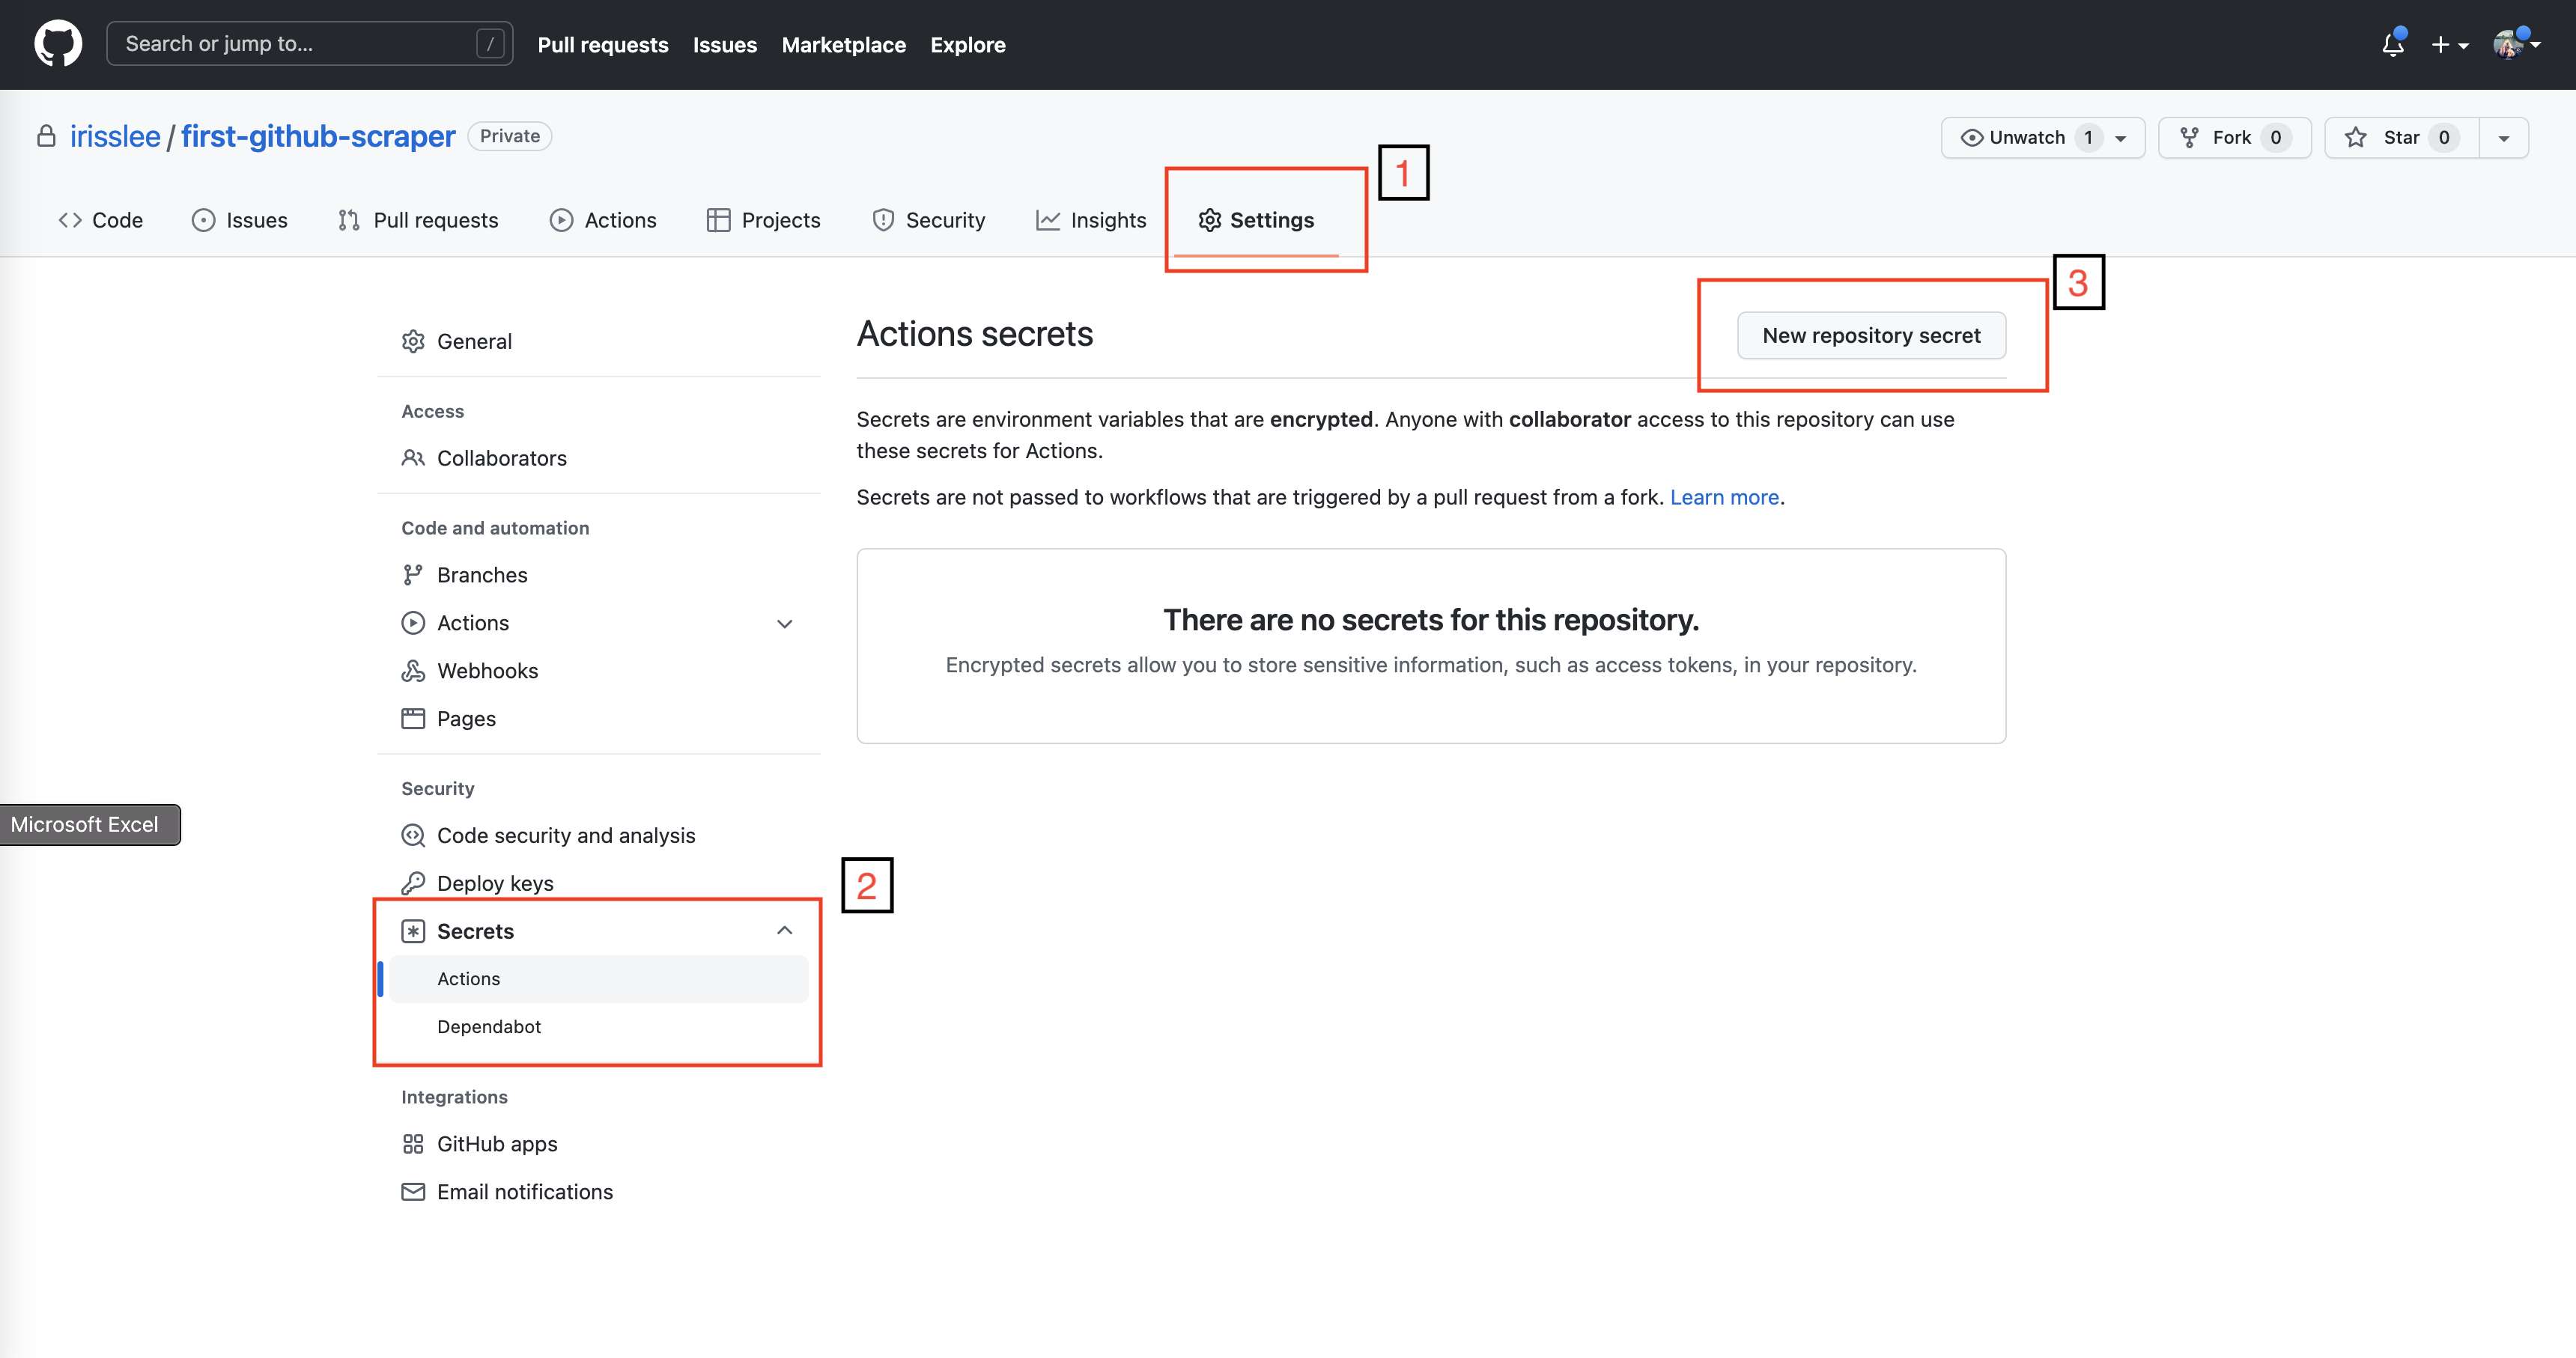 Search or jump to... / Pull requests Issues Marketplace Explore
irisslee / first-github-scraper Private Unwatch 1 Fork 0 Star 0
1
Code Issues Pull requests Actions Projects Security Insights Settings
3
Actions secrets New repository secret
General
Access
Collaborators
Code and automation
Branches
Actions
Webhooks
Pages
Security
Code security and analysis
Deploy keys
2
Secrets
Actions
Dependabot
Integrations
GitHub apps
Email notifications
Secrets are environment variables that are encrypted. Anyone with collaborator access to this repository can use
these secrets for Actions.
Secrets are not passed to workflows that are triggered by a pull request from a fork. Learn more.
There are no secrets for this repository.
Encrypted secrets allow you to store sensitive information, such as access tokens, in your repository.
Microsoft Excel